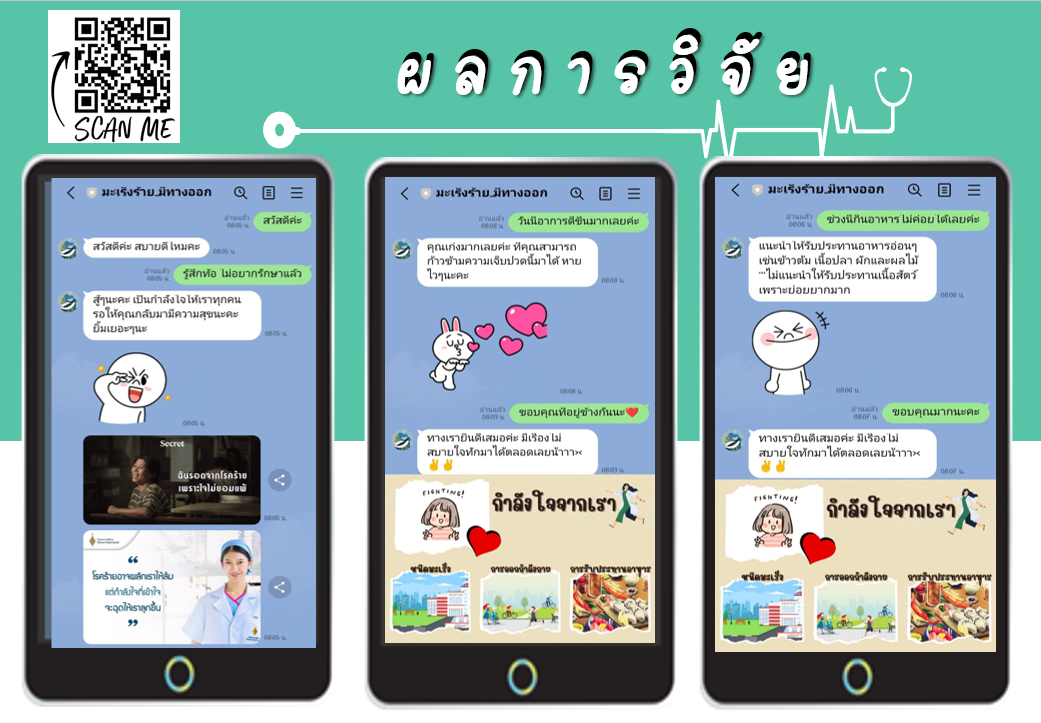 SCAN ME
ผลการวิจัย
มะเร็งร้าย_มีทางออก
อ่านแล้ว
08:05 น.
สวัสดีค่ะ
สวัสดีค่ะ สบายดีไหมคะ
08:05 น.
อ่านแล้ว
08:05 น.
รู้สึกท้อ ไม่อยากรักษาแล้ว
สู้ๆนะคะ เป็นกำลังใจให้เราทุกคน
รอให้คุณกลับมามีความสุขนะคะ
ยิ้มเยอะๆนะ
08:05 น.
08:05 น.
Secret
ฉันรอดจากโรคร้าย
เพราะใจไม่ยอมแพ้
08:05 น.
“
โรคร้ายอาจผลักเราให้ล้ม
แต่กำลังใจที่เข้าใจ
จะฉุดให้เราลุกขึ้น
”
08:05 น.
มะเร็งร้าย_มีทางออก
อ่านแล้ว
08:08 น.
วันนี้อาการดีขึ้นมากเลยค่ะ
คุณเก่งมากเลยค่ะ ที่คุณสามารถ
ก้าวข้ามความเจ็บปวดนี้มาได้ หาย
ไวๆนะคะ
08:08 น.
08:08 น.
อ่านแล้ว
08:09 น.
ขอบคุณที่อยู่ข้างกันนะ❤️
ทางเรายินดีเสมอค่ะ มีเรื่องไม่
สบายใจทักมาได้ตลอดเลยน้าาา><
✌️✌️
08:09 น.
FIGHTING!
กำลังใจจากเรา
ชนิดมะเร็ง
การออกกำลังกาย
การรับประทานอาหาร
มะเร็งร้าย_มีทางออก
อ่านแล้ว
08:06 น.
ช่วงนี้กินอาหาร ไม่ค่อยได้เลยค่ะ
แนะนำให้รับประทานอาหารอ่อนๆ
เช่นข้าวต้ม เนื้อปลา ผักและผลไม้
***ไม่แนะนำให้รับประทานเนื้อสัตว์
เพราะย่อยยากมาก
08:06 น.
08:06 น.
อ่านแล้ว
08:07 น.
ขอบคุณมากนะคะ
ทางเรายินดีเสมอค่ะ มีเรื่องไม่
สบายใจทักมาได้ตลอดเลยน้าาา><
✌️✌️
08:07 น.
FIGHTING!
กำลังใจจากเรา
ชนิดมะเร็ง
การออกกำลังกาย
การรับประทานอาหาร